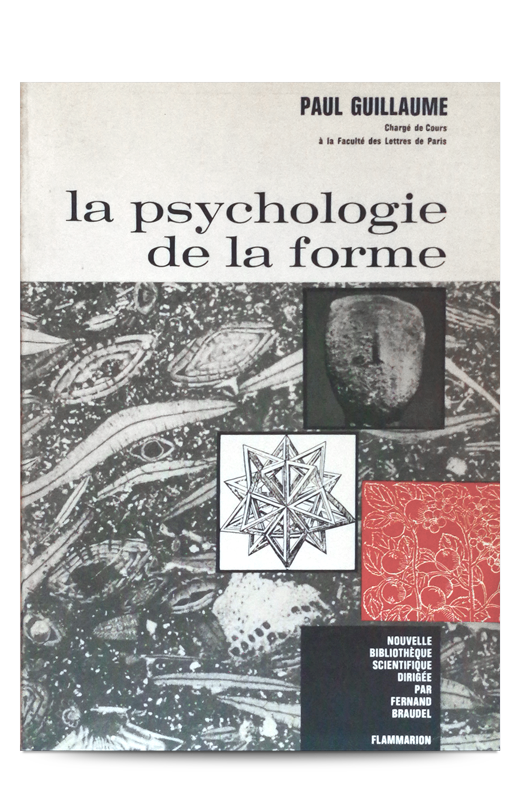 PAUL GUILLAUME
Chargé de Cours
à la Faculté des Lettres de Paris
la psychologie
de la forme
NOUVELLE
BIBLIOTHÈQUE
SCIENTIFIQUE
DIRIGÉE
PAR
FERNAND
BRAUDEL
FLAMMARION